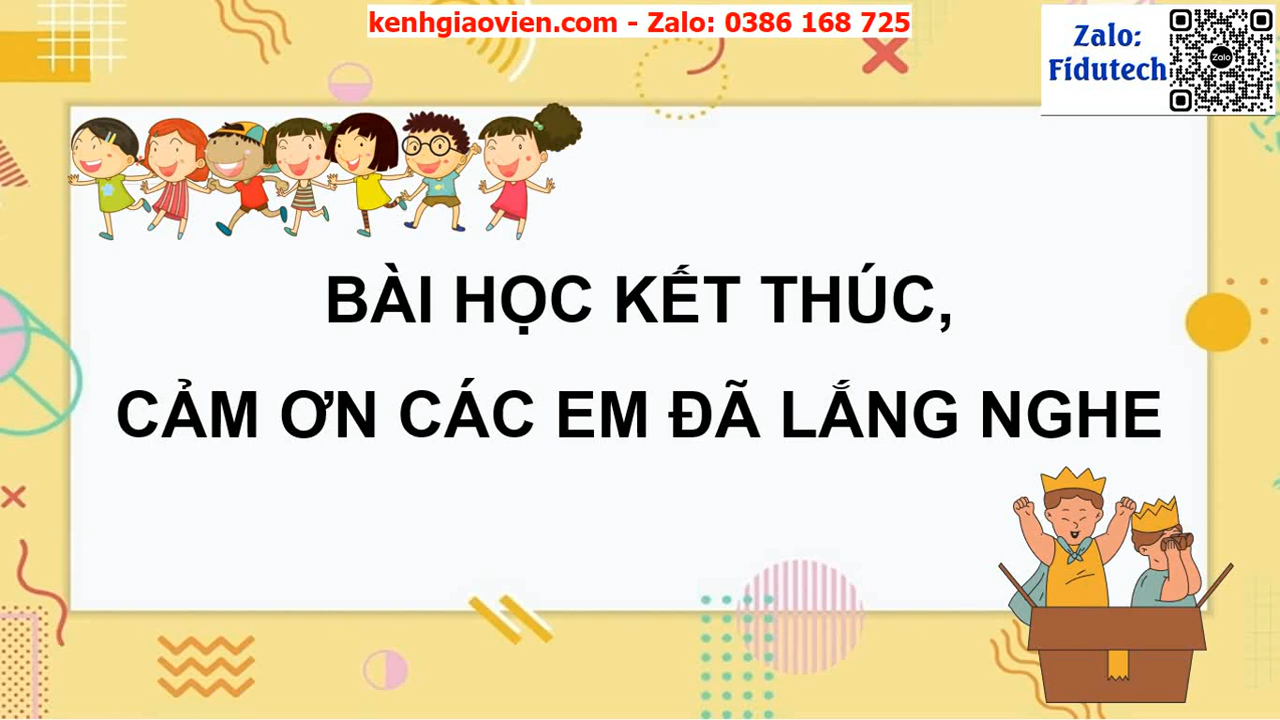 kenhgiaovien.com - Zalo: 0386 168 725
Zalo:
Fidutech
Zalo
BÀI HỌC KẾT THÚC,
CẢM ƠN CÁC EM ĐÃ LẮNG NGHE